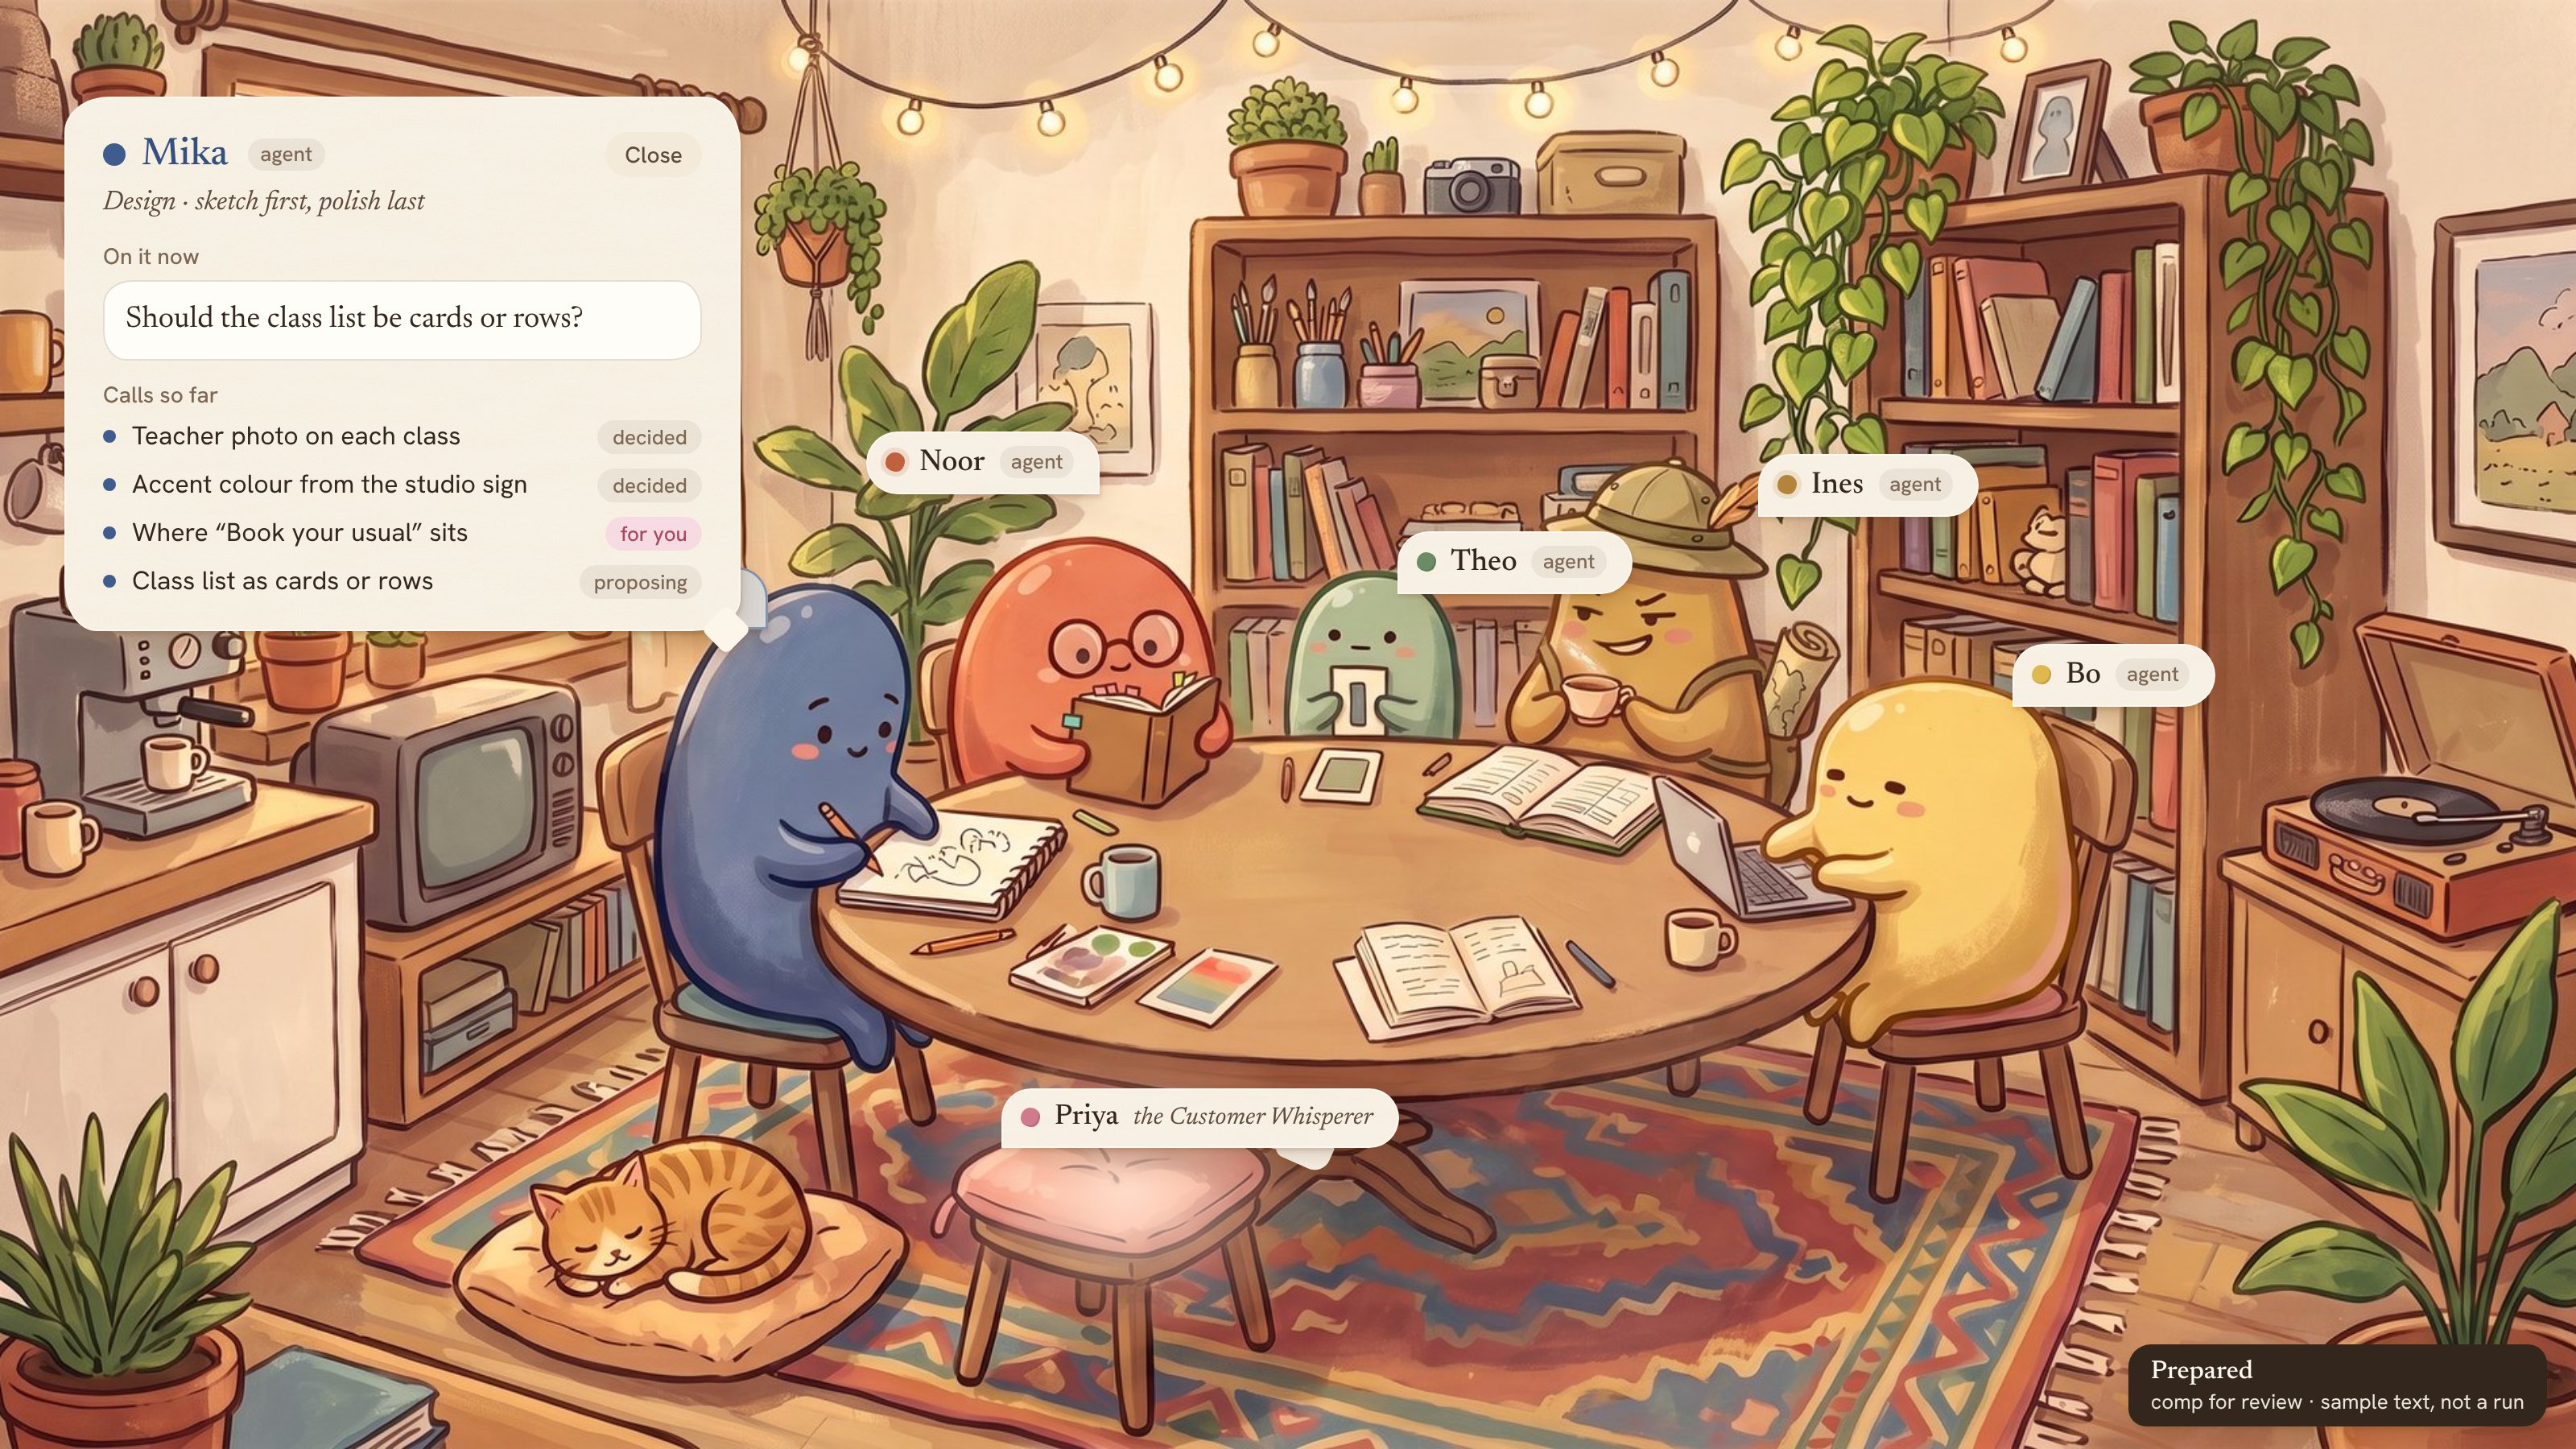 Mika agent Close
Design · sketch first, polish last
On it now
Should the class list be cards or rows?
Calls so far
Teacher photo on each class decided
Accent colour from the studio sign decided
Where “Book your usual” sits for you
Class list as cards or rows proposing
Noor agent
Ines agent
Theo agent
Bo agent
Priya the Customer Whisperer
Prepared
comp for review · sample text, not a run